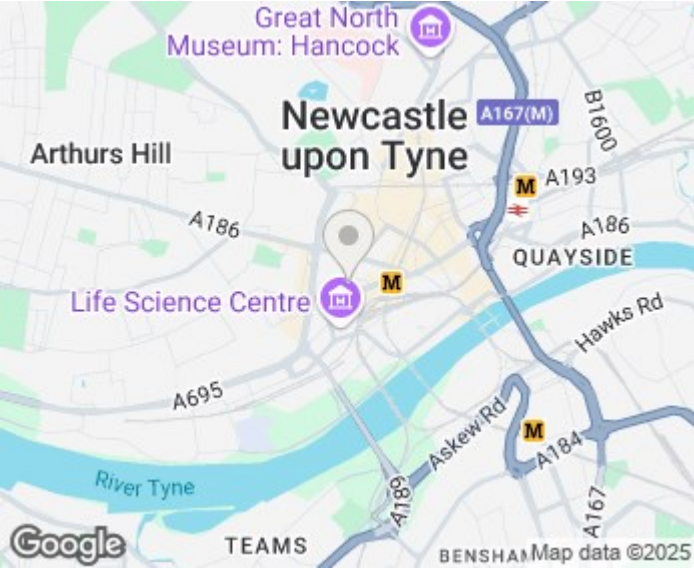 Great North
Museum: Hancock
Newcastle
upon Tyne
A167(M)
B1600
Arthurs Hill
M
A193
A186
A186
QUAYSIDE
M
Life Science Centre
Hawks Rd
A695
Askew Rd
M
A184
River Tyne
A189
A167
TEAMS
Google
BENSHAM
Map data ©2025